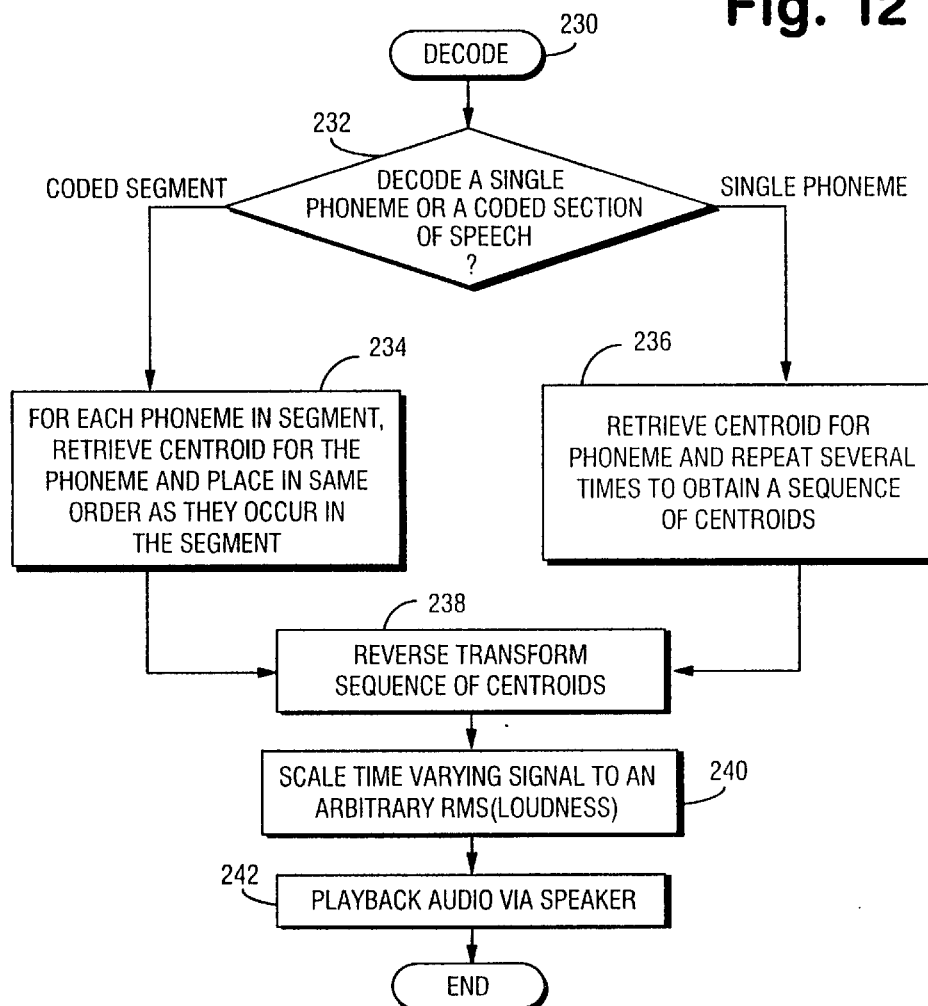 Fig. 12
DECODE
230
232
CODED SEGMENT
DECODE A SINGLE
PHONEME OR A CODED SECTION
OF SPEECH
?
SINGLE PHONEME
234
FOR EACH PHONEME IN SEGMENT,
RETRIEVE CENTROID FOR THE
PHONEME AND PLACE IN SAME
ORDER AS THEY OCCUR IN
THE SEGMENT
236
RETRIEVE CENTROID FOR
PHONEME AND REPEAT SEVERAL
TIMES TO OBTAIN A SEQUENCE
OF CENTROIDS
238
REVERSE TRANSFORM
SEQUENCE OF CENTROIDS
SCALE TIME VARYING SIGNAL TO AN
ARBITRARY RMS(LOUDNESS)
240
242
PLAYBACK AUDIO VIA SPEAKER
END